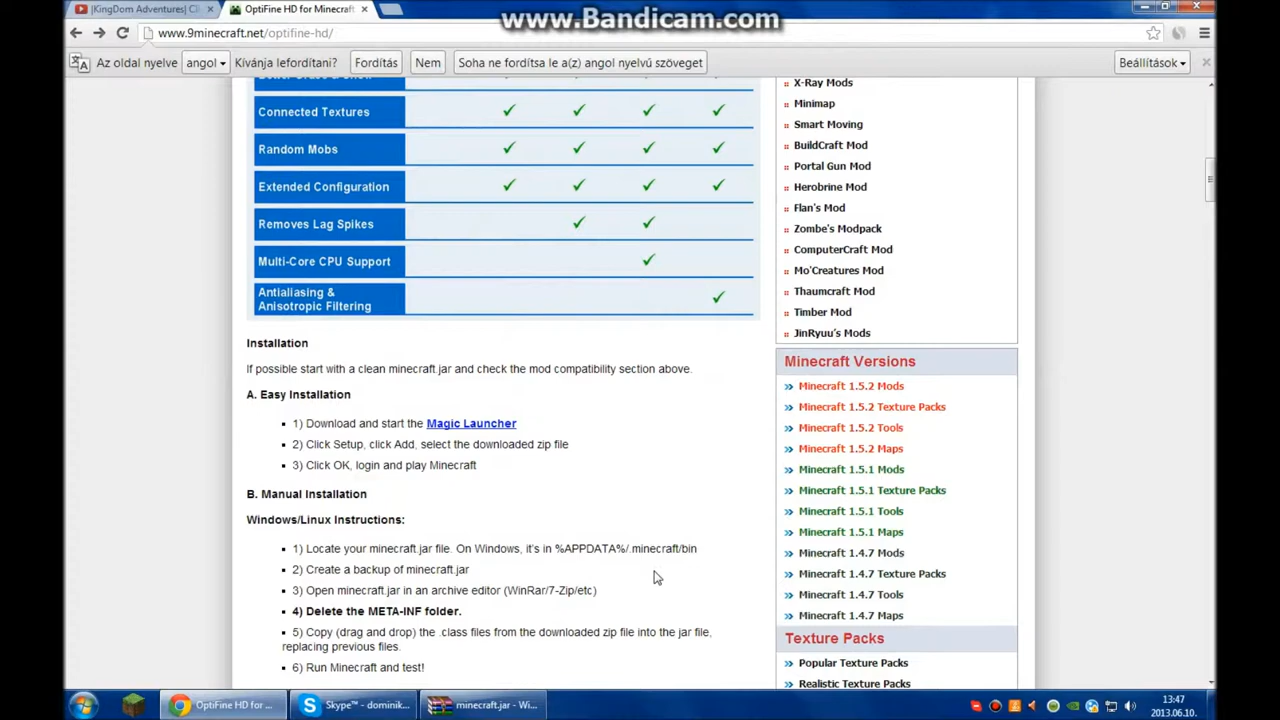 [KingDom Adventures] Cli
OptiFine HD for Minecraft
www.Bandicam.com
www.9minecraft.net/optifine-hd/
Az oldal nyelve angol Kívánja lefordítani? Fordítás Nem Soha ne fordítsa le a(z) angol nyelvű szöveget Beállítások
Connected Textures
Random Mobs
Extended Configuration
Removes Lag Spikes
Multi-Core CPU Support
Antialiasing &
Anisotropic Filtering
Installation
If possible start with a clean minecraft.jar and check the mod compatibility section above.
A. Easy Installation
1) Download and start the Magic Launcher
2) Click Setup, click Add, select the downloaded zip file
3) Click OK, login and play Minecraft
B. Manual Installation
Windows/Linux Instructions:
1) Locate your minecraft.jar file. On Windows, it's in %APPDATA%/.minecraft/bin
2) Create a backup of minecraft.jar
3) Open minecraft.jar in an archive editor (WinRar/7-Zip/etc)
4) Delete the META-INF folder.
5) Copy (drag and drop) the .class files from the downloaded zip file into the jar file,
replacing previous files.
6) Run Minecraft and test!
X-Ray Mods
Minimap
Smart Moving
BuildCraft Mod
Portal Gun Mod
Herobrine Mod
Flan's Mod
Zombe's Modpack
ComputerCraft Mod
Mo'Creatures Mod
Thaumcraft Mod
Timber Mod
JinRyuu's Mods
Minecraft Versions
Minecraft 1.5.2 Mods
Minecraft 1.5.2 Texture Packs
Minecraft 1.5.2 Tools
Minecraft 1.5.2 Maps
Minecraft 1.5.1 Mods
Minecraft 1.5.1 Texture Packs
Minecraft 1.5.1 Tools
Minecraft 1.5.1 Maps
Minecraft 1.4.7 Mods
Minecraft 1.4.7 Texture Packs
Minecraft 1.4.7 Tools
Minecraft 1.4.7 Maps
Texture Packs
Popular Texture Packs
Realistic Texture Packs
OptiFine HD for ...
Skype™ – dominik...
minecraft.jar - Wi...
13:47
2013.06.10.